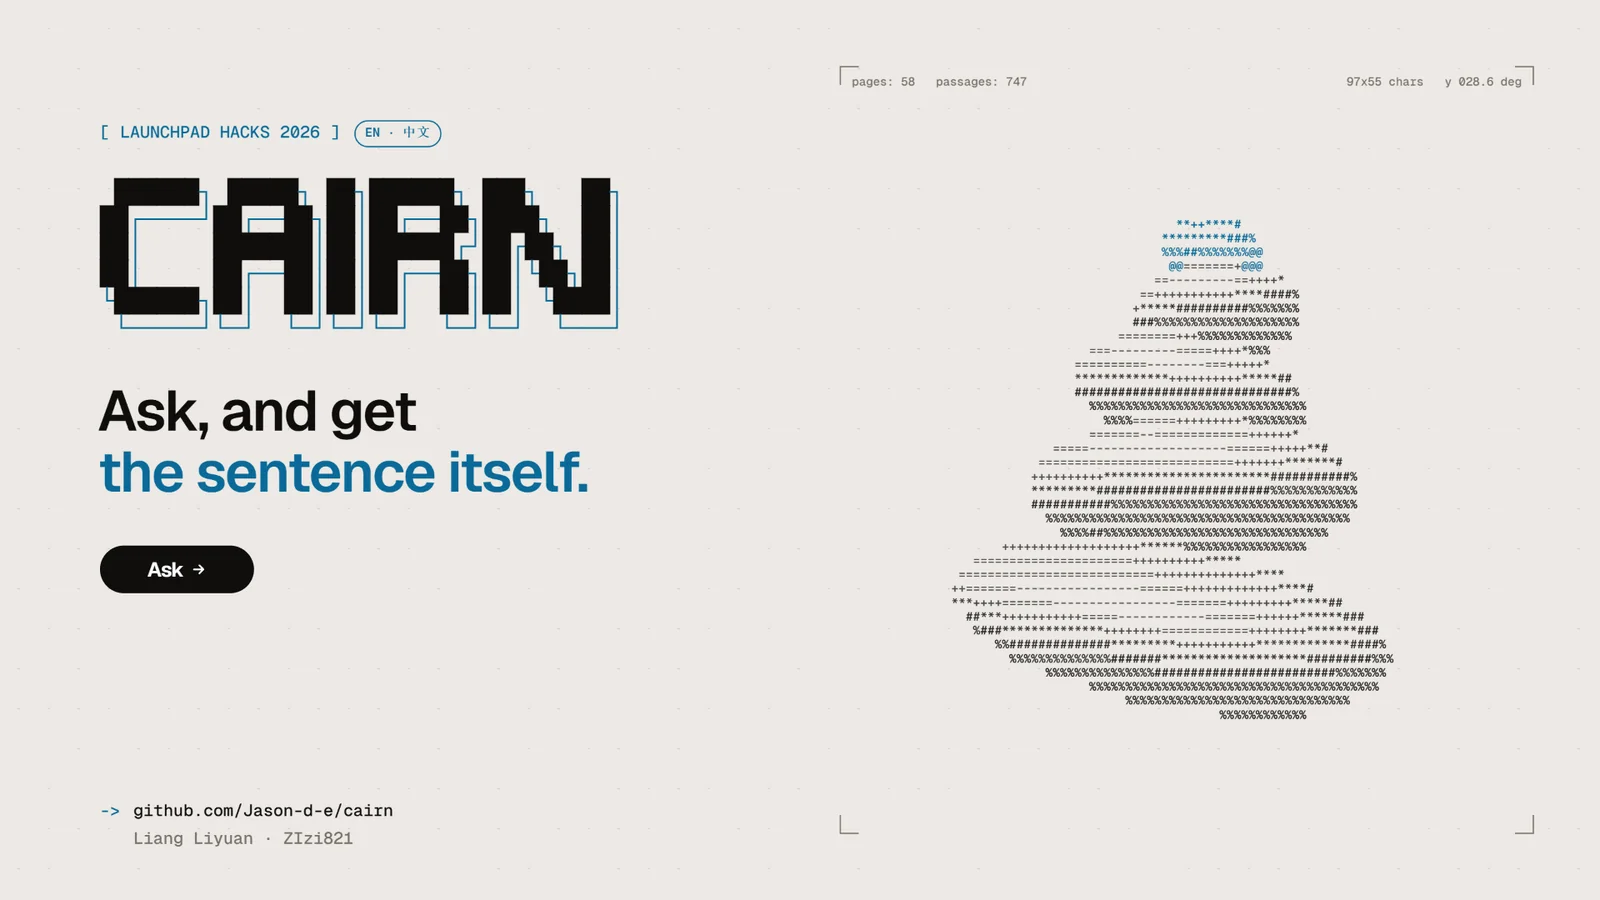 [ LAUNCHPAD HACKS 2026 ] EN · 中文
CAIRN
Ask, and get
the sentence itself.
Ask →
-> github.com/Jason-d-e/cairn
Liang Liyuan · ZIzi821
pages: 58 passages: 747
97x55 chars y 028.6 deg